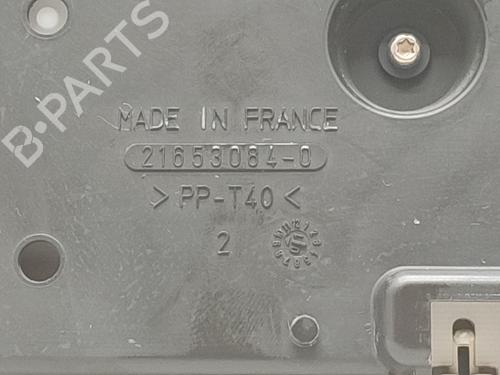 B-PARTS
MADE IN FRANCE
21653084-0
>PP-T40<
2